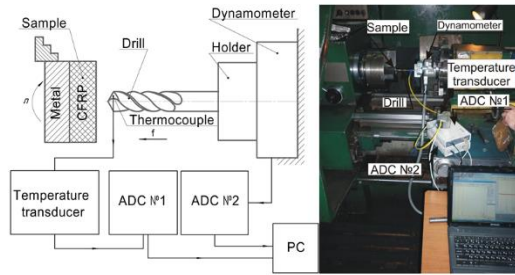 Sample
Drill
Dynamometer
Holder
n
Metal
CFRP
Thermocouple
f
Temperature
transducer
ADC №1
ADC №2
PC
Sample
Dynamometer
Temperature
transducer
ADC №1
Drill
ADC №2